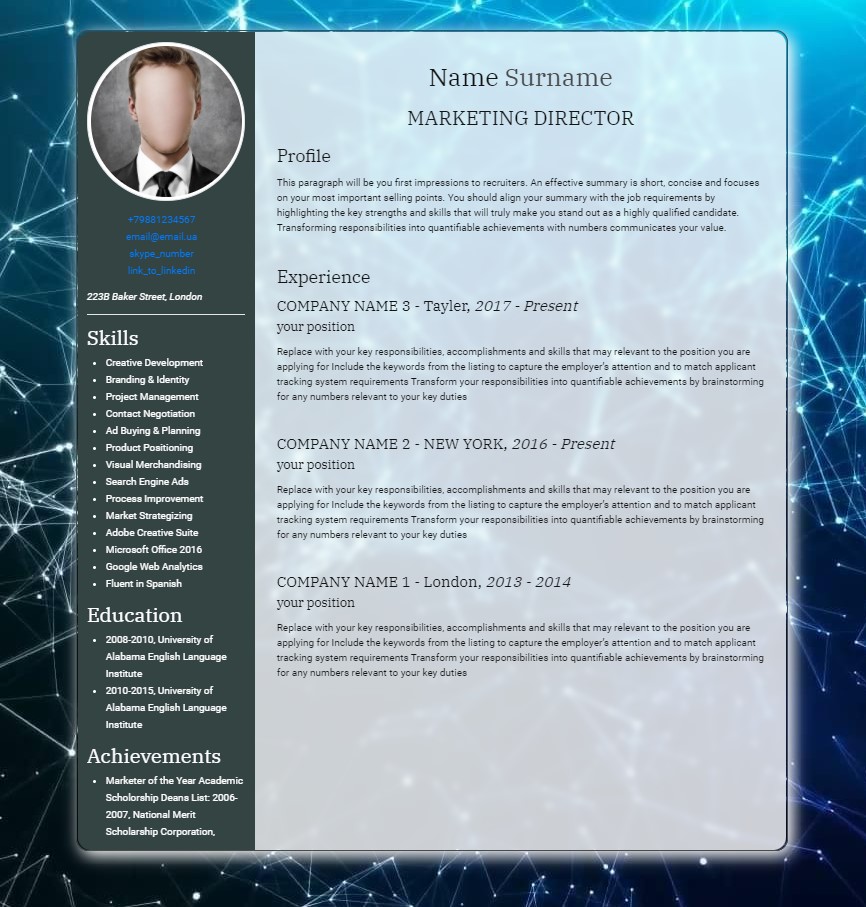 +79881234567
email@email.ua
skype_number
link_to_linkedin
223B Baker Street, London
Skills
Creative Development
Branding & Identity
Project Management
Contact Negotiation
Ad Buying & Planning
Product Positioning
Visual Merchandising
Search Engine Ads
Process Improvement
Market Strategizing
Adobe Creative Suite
Microsoft Office 2016
Google Web Analytics
Fluent in Spanish
Education
2008-2010, University of
Alabama English Language
Institute
2010-2015, University of
Alabama English Language
Institute
Achievements
Marketer of the Year Academic
Scholorship Deans List: 2006-
2007, National Merit
Scholarship Corporation,
Name Surname
MARKETING DIRECTOR
Profile
This paragraph will be you first impressions to recruiters. An effective summary is short, concise and focuses
on your most important selling points. You should align your summary with the job requirements by
highlighting the key strengths and skills that will truly make you stand out as a highly qualified candidate.
Transforming responsibilities into quantifiable achievements with numbers communicates your value.
Experience
COMPANY NAME 3 - Tayler, 2017 - Present
your position
Replace with your key responsibilities, accomplishments and skills that may relevant to the position you are
applying for Include the keywords from the listing to capture the employer's attention and to match applicant
tracking system requirements Transform your responsibilities into quantifiable achievements by brainstorming
for any numbers relevant to your key duties
COMPANY NAME 2 - NEW YORK, 2016 - Present
your position
Replace with your key responsibilities, accomplishments and skills that may relevant to the position you are
applying for Include the keywords from the listing to capture the employer's attention and to match applicant
tracking system requirements Transform your responsibilities into quantifiable achievements by brainstorming
for any numbers relevant to your key duties
COMPANY NAME 1 - London, 2013 - 2014
your position
Replace with your key responsibilities, accomplishments and skills that may relevant to the position you are
applying for Include the keywords from the listing to capture the employer's attention and to match applicant
tracking system requirements Transform your responsibilities into quantifiable achievements by brainstorming
for any numbers relevant to your key duties